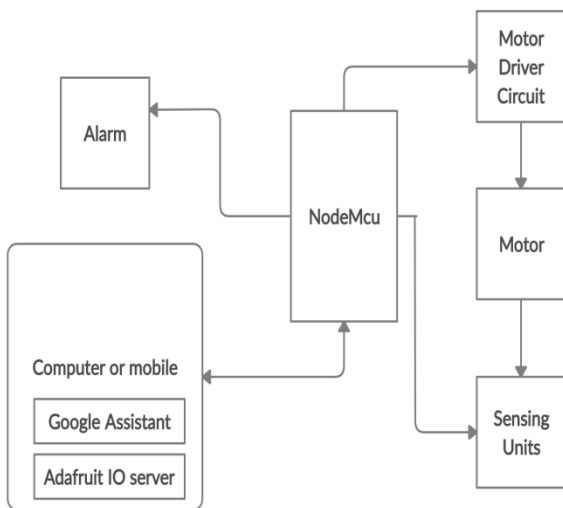 Motor
Driver
Circuit
Alarm
NodeMcu
Motor
Computer or mobile
Google Assistant
Adafruit IO server
Sensing
Units